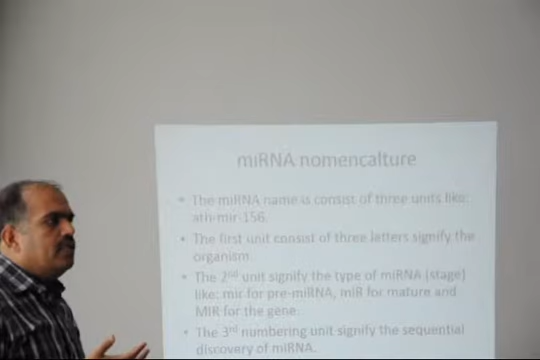 miRNA nomencalture
• The miRNA name is consist of three units like:
ath-mir-156.
• The first unit consist of three latters signify the
organism.
• The 2nd unit signify the type of miRNA (stage)
like: mir for pre-miRNA, miR for mature and
MIR for the gene.
• The 3rd numbering unit signify the sequential
discovery of miRNA.